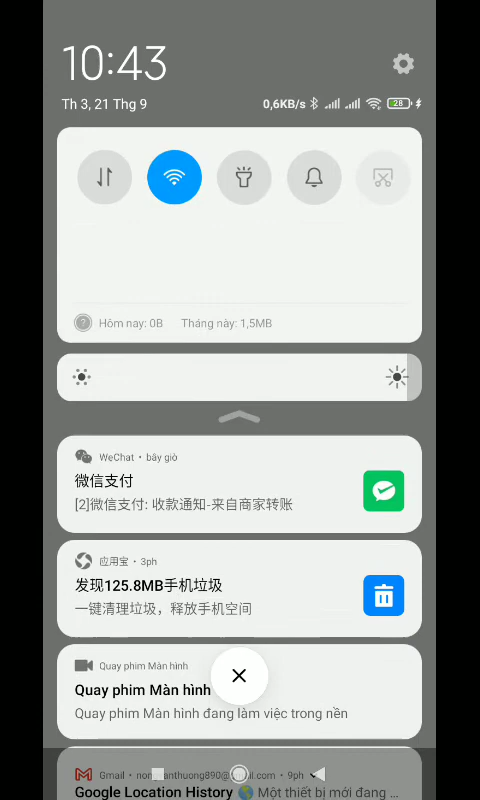 10:43
Th 3, 21 Thg 9
0,6KB/s
28
Hôm nay: 0B Tháng này: 1,5MB
WeChat • bây giờ
微信支付
[2]微信支付: 收款通知-来自商家转账
应用宝 • 3ph
发现125.8MB手机垃圾
一键清理垃圾，释放手机空间
Quay phim Màn hình
Quay phim Màn hình
Quay phim Màn hình đang làm việc trong nền
Gmail • 9ph
Google Location History 🌎 Một thiết bị mới đang ...